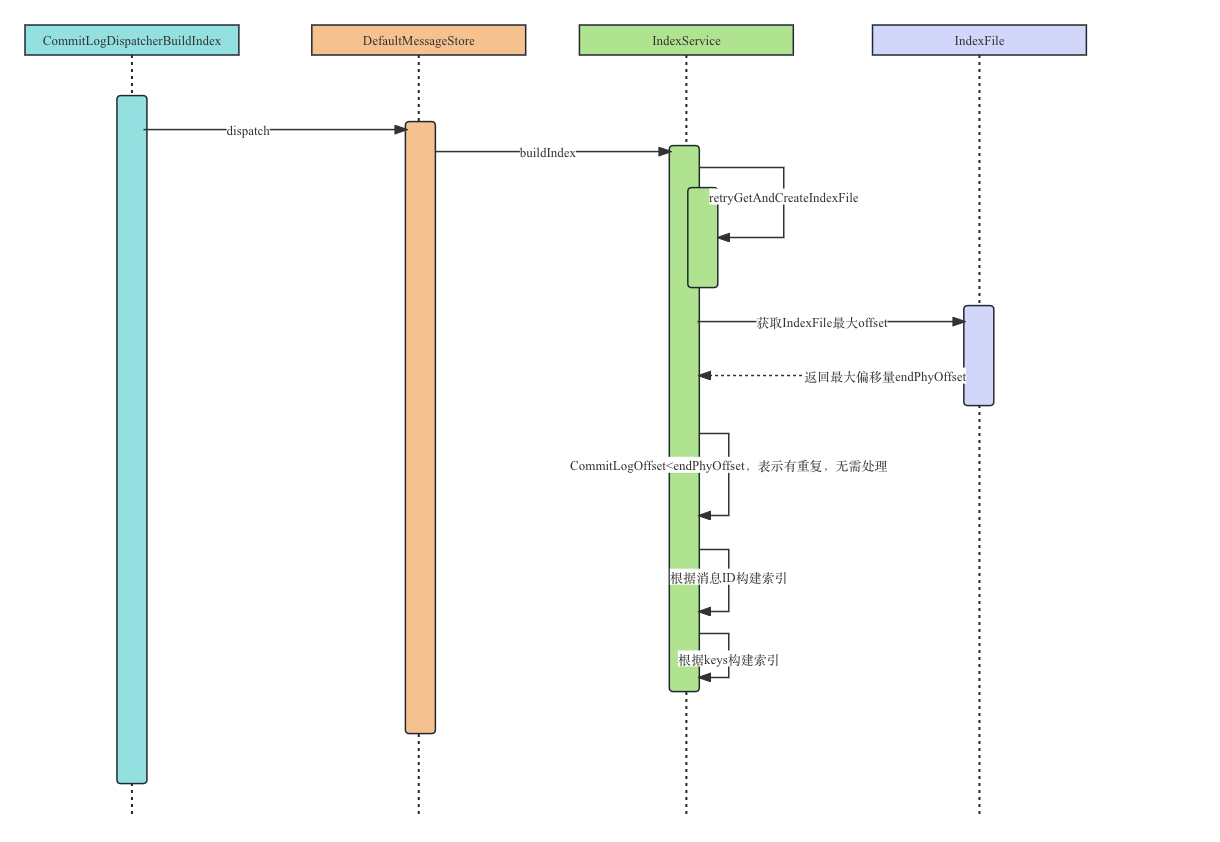 CommitLogDispatcherBuildIndex
DefaultMessageStore
IndexService
IndexFile
dispatch
buildIndex
retryGetAndCreateIndexFile
获取IndexFile最大offset
返回最大偏移量endPhyOffset
CommitLogOffset<endPhyOffset，表示有重复，无需处理
根据消息ID构建索引
根据keys构建索引